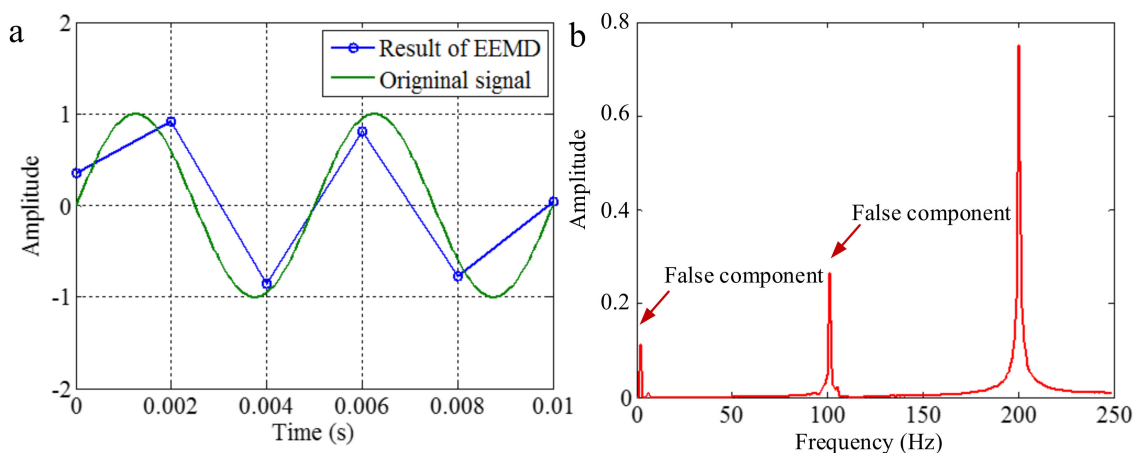 a
2
1
0
-1
-2
Amplitude
0
0.002
0.004
0.006
0.008
0.01
Time (s)
Result of EEMD
Origninal signal
b
0.8
0.6
0.4
0.2
0
Amplitude
0
50
100
150
200
250
Frequency (Hz)
False component
False component